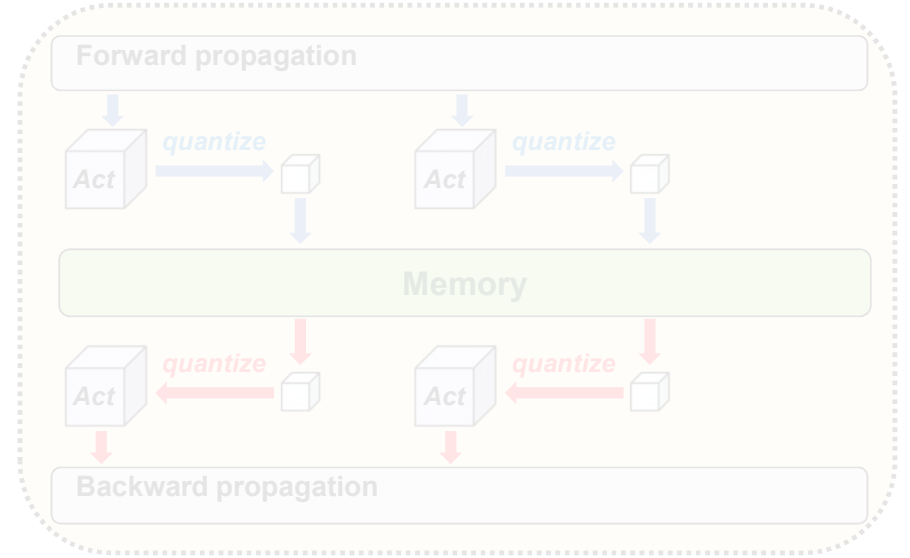 Forward propagation
quantize quantize
Act Act
Memory
quantize quantize
Act Act
Backward propagation